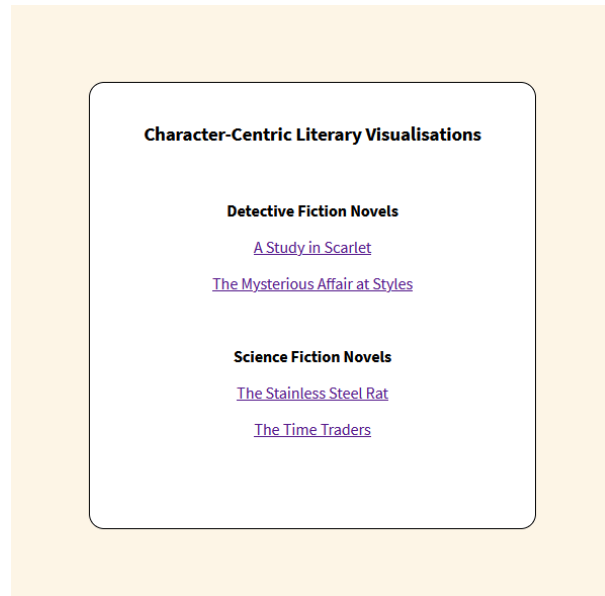 Character-Centric Literary Visualisations
Detective Fiction Novels
A Study in Scarlet
The Mysterious Affair at Styles
Science Fiction Novels
The Stainless Steel Rat
The Time Traders